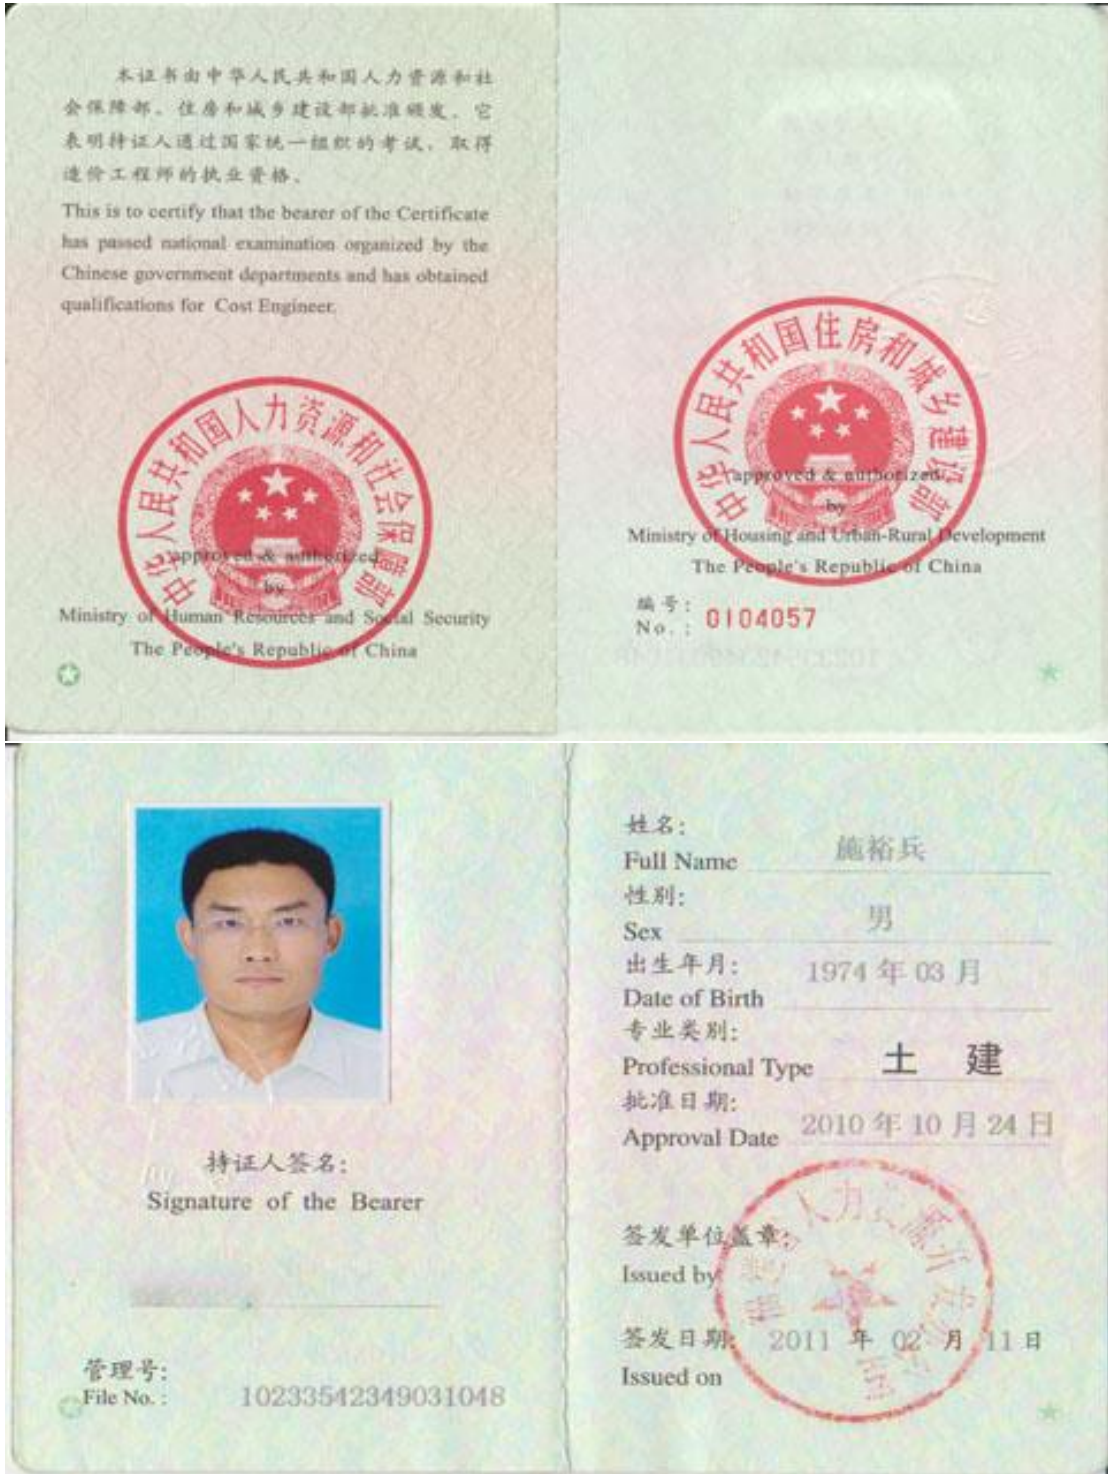 本证书由中华人民共和国人力资源和社
会保障部、住房和城乡建设部批准颁发。它
表明持证人通过国家统一组织的考试，取得
造价工程师的执业资格。
This is to certify that the bearer of the Certificate
has passed national examination organized by the
Chinese government departments and has obtained
qualifications for Cost Engineer.
中华人民共和国人力资源和社会保障部
approved & authorized
by
Ministry of Human Resources and Social Security
The People's Republic of China
中华人民共和国住房和城乡建设部
approved & authorized
by
Ministry of Housing and Urban-Rural Development
The People's Republic of China
编号:
No.: 0104057
持证人签名:
Signature of the Bearer
管理号:
File No.: 10233542349031048
姓名:
Full Name 施裕兵
性别:
Sex 男
出生年月: 1974 年 03 月
Date of Birth
专业类别:
Professional Type 土 建
批准日期:
Approval Date 2010 年 10 月 24 日
签发单位盖章:
Issued by
签发日期: 2011 年 02 月 11 日
Issued on